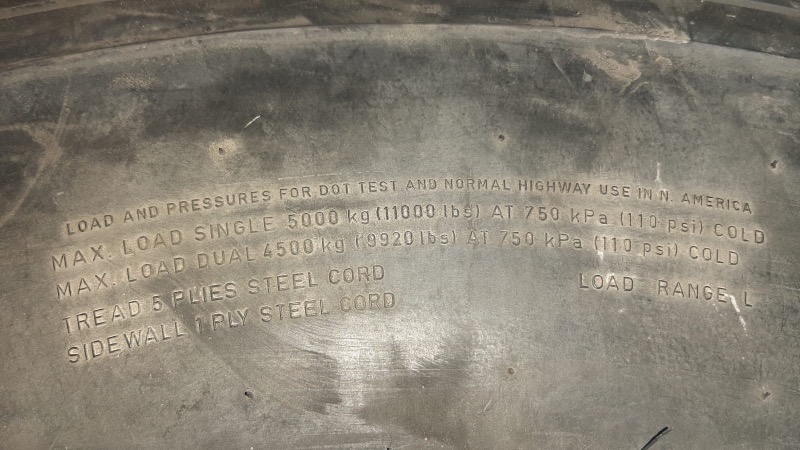 LOAD AND PRESSURES FOR DOT TEST AND NORMAL HIGHWAY USE IN N. AMERICA
MAX. LOAD SINGLE 5000 kg (11000 lbs) AT 750 kPa (110 psi) COLD
MAX. LOAD DUAL 4500 kg (9920 lbs) AT 750 kPa (110 psi) COLD
TREAD 5 PLIES STEEL CORD
SIDEWALL 1 PLY STEEL CORD
LOAD RANGE L